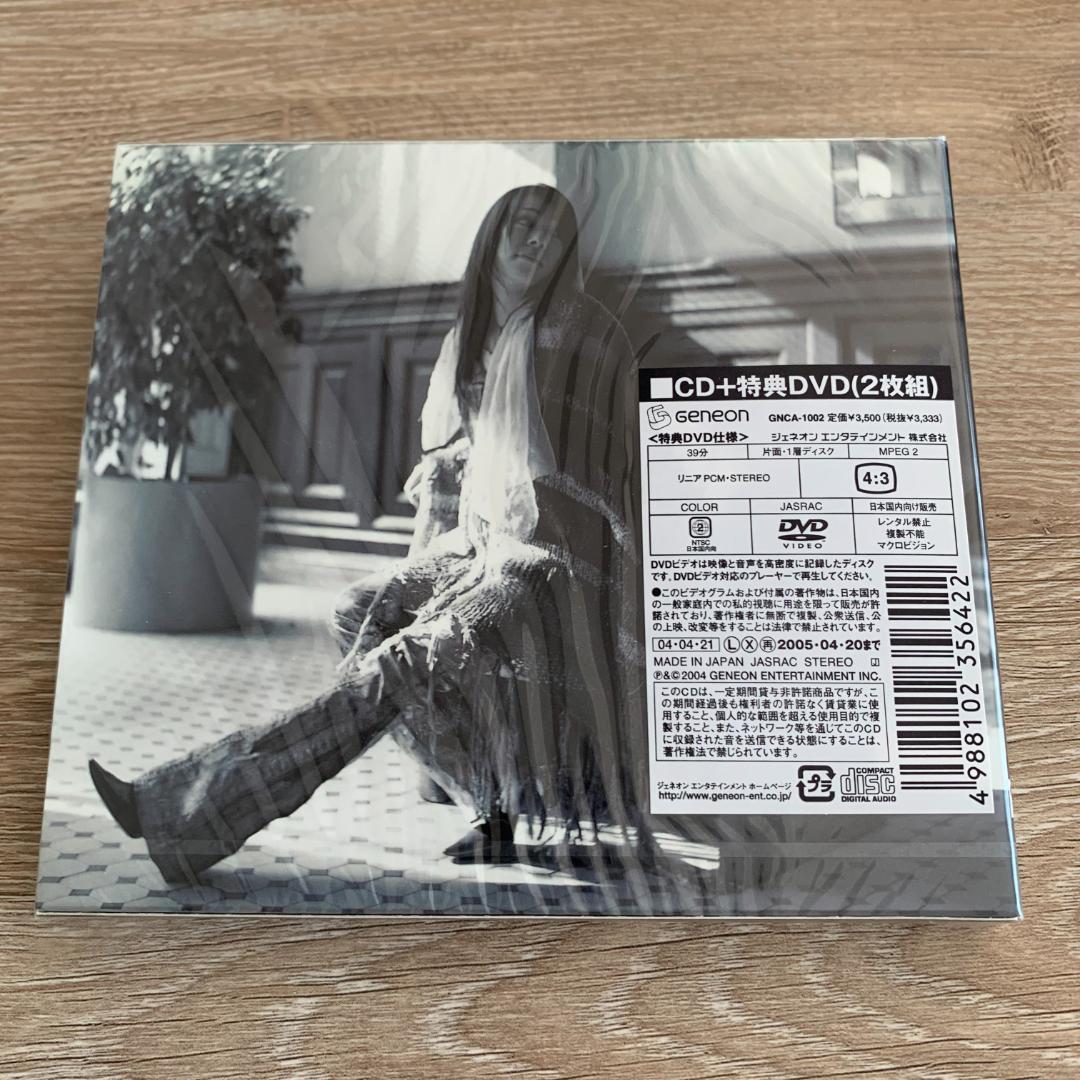 ■CD+特典DVD(2枚組)
GENEON GNCA-1002 定価¥3,500(税抜¥3,333)
<特典DVD仕様> ジェネオン エンタテインメント 株式会社
39分 片面・1層ディスク MPEG 2
リニアPCM・STEREO 4:3
COLOR JASRAC 日本国内向け販売
2 NTSC 日本国内向 DVD VIDEO レンタル禁止 複製不能 マクロビジョン
DVDビデオは映像と音声を高密度に記録したディスク
です。DVDビデオ対応のプレーヤーで再生してください。
●このビデオグラムおよび付属の著作物は、日本国内
の一般家庭内での私的視聴に用途を限って販売が許
諾されており、著作権者に無断で複製、公衆送信、公
の上映、改変等をすることは法律で禁止されています。
04・04・21 Ⓛ Ⓧ ㊢ 2005・04・20まで
MADE IN JAPAN JASRAC STEREO
℗&©2004 GENEON ENTERTAINMENT INC.
このCDは、一定期間貸与非許諾商品ですが、こ
の期間経過後も権利者の許諾なく賃貸業に使
用すること、個人的な範囲を超える使用目的で複
製すること、また、ネットワーク等を通じてこのCD
に収録された音を送信できる状態にすることは、
著作権法で禁じられています。
ジェネオン エンタテインメント ホームページ
http://www.geneon-ent.co.jp/
プラ
COMPACT disc DIGITAL AUDIO
4 988102 356422